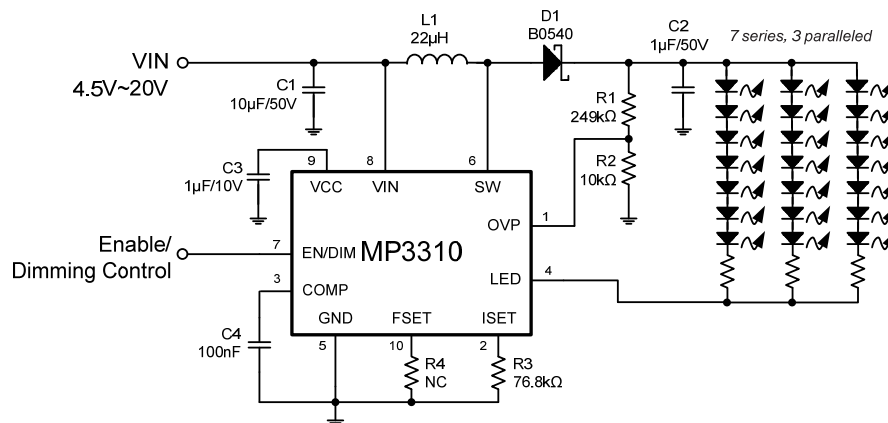 L1
22µH
D1
B0540
C2
1µF/50V
7 series, 3 paralleled
VIN
4.5V~20V
C1
10µF/50V
R1
249kΩ
R2
10kΩ
C3
1µF/10V
9
8
6
VCC
VIN
SW
1
OVP
Enable/
Dimming Control
7
EN/DIM
MP3310
3
COMP
LED
4
GND
FSET
ISET
5
10
2
C4
100nF
R4
NC
R3
76.8kΩ